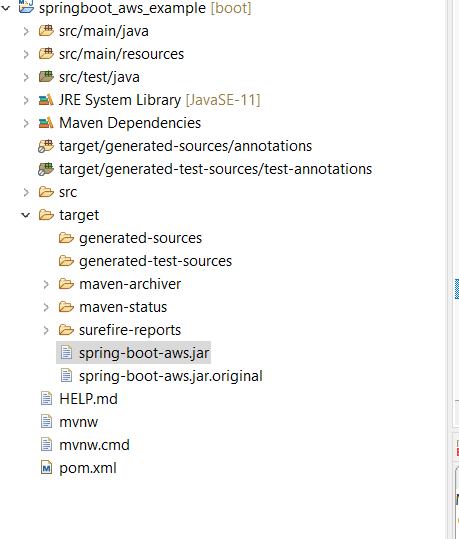 springboot_aws_example [boot]
src/main/java
src/main/resources
src/test/java
JRE System Library [JavaSE-11]
Maven Dependencies
target/generated-sources/annotations
target/generated-test-sources/test-annotations
src
target
generated-sources
generated-test-sources
maven-archiver
maven-status
surefire-reports
spring-boot-aws.jar
spring-boot-aws.jar.original
HELP.md
mvnw
mvnw.cmd
pom.xml